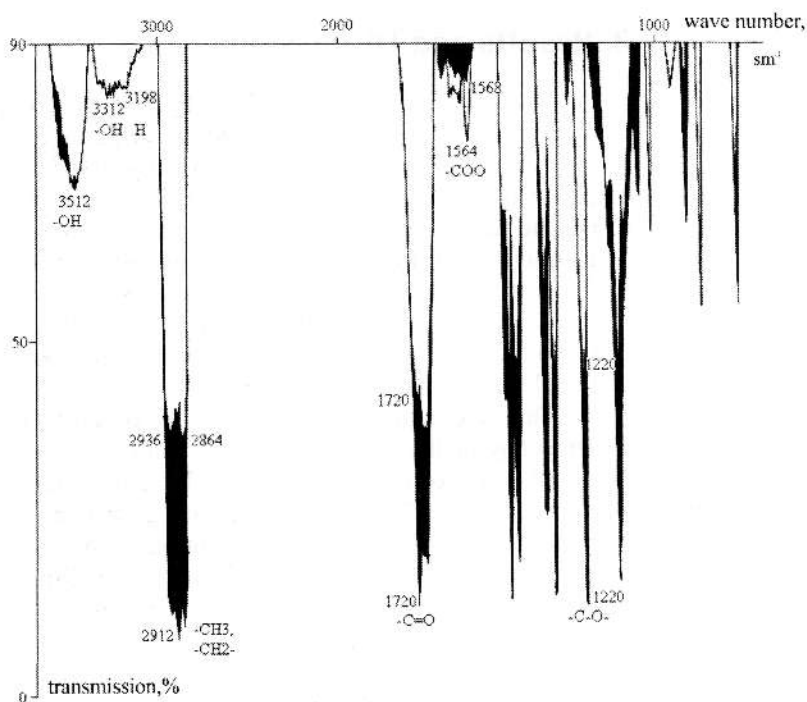 3000 2000 1000 wave number,
90
sm⁻¹
3312 3198
-OH H
3512
-OH
1568
1564
-COO
50
1220
1720
2936 2864
2912
-CH3,
-CH2-
1720
-C=O
1220
-C-O-
0
transmission,%